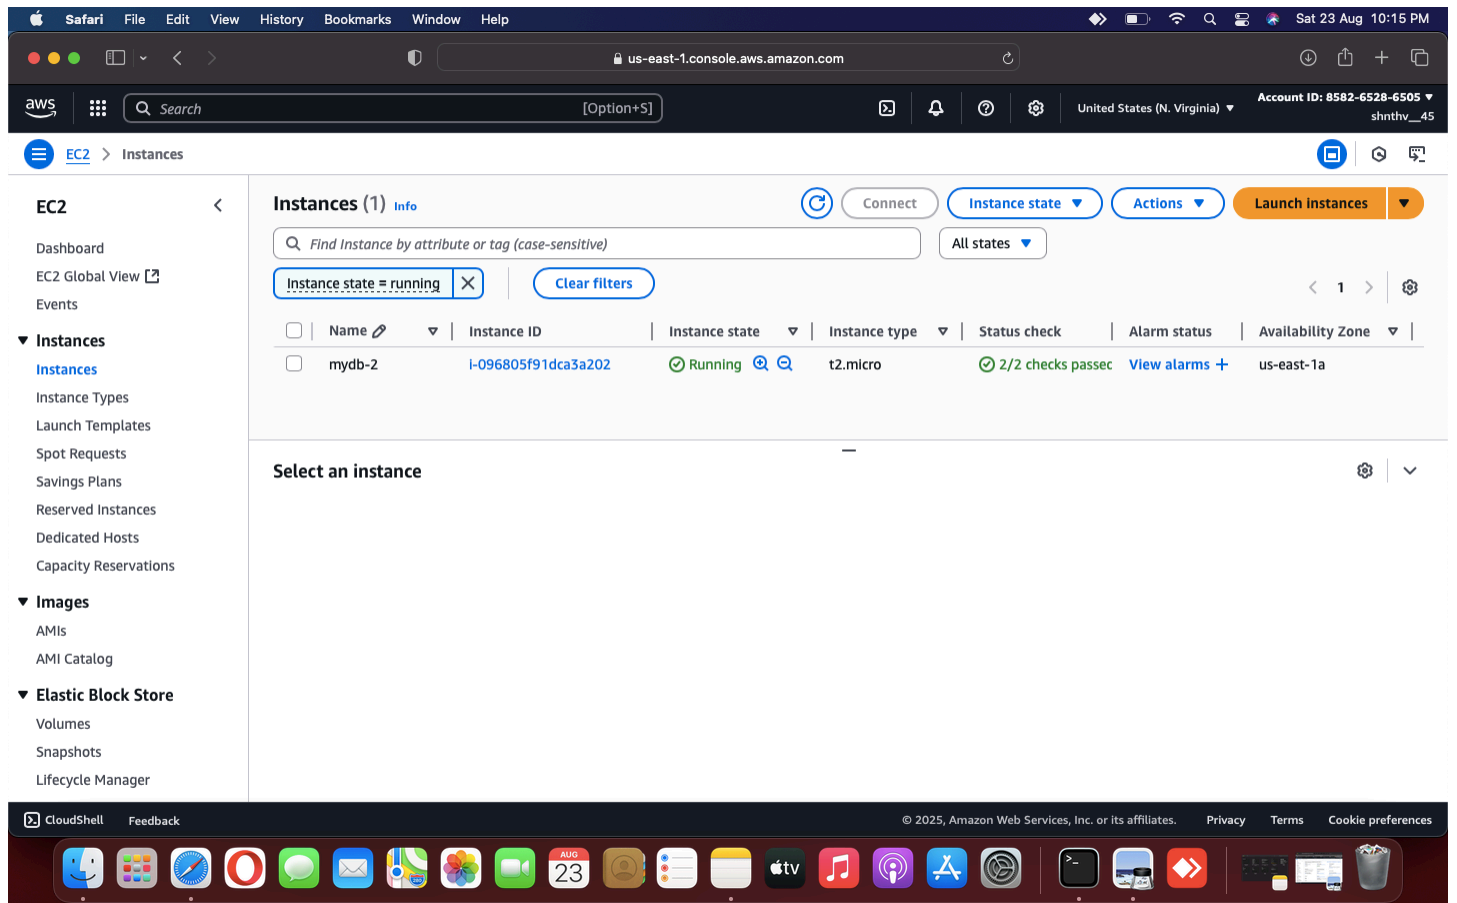 Safari File Edit View History Bookmarks Window Help Sat 23 Aug 10:15 PM
us-east-1.console.aws.amazon.com
aws Search [Option+S] United States (N. Virginia) Account ID: 8582-6528-6505
shnthv__45
EC2 Instances
EC2
Dashboard
EC2 Global View
Events
Instances
Instances
Instance Types
Launch Templates
Spot Requests
Savings Plans
Reserved Instances
Dedicated Hosts
Capacity Reservations
Images
AMIs
AMI Catalog
Elastic Block Store
Volumes
Snapshots
Lifecycle Manager
Instances (1) Info Connect Instance state Actions Launch instances
Find Instance by attribute or tag (case-sensitive) All states
Instance state = running Clear filters 1
Name Instance ID Instance state Instance type Status check Alarm status Availability Zone
mydb-2 i-096805f91dca3a202 Running t2.micro 2/2 checks passec View alarms + us-east-1a
Select an instance
CloudShell Feedback © 2025, Amazon Web Services, Inc. or its affiliates. Privacy Terms Cookie preferences
AUG
23
tv